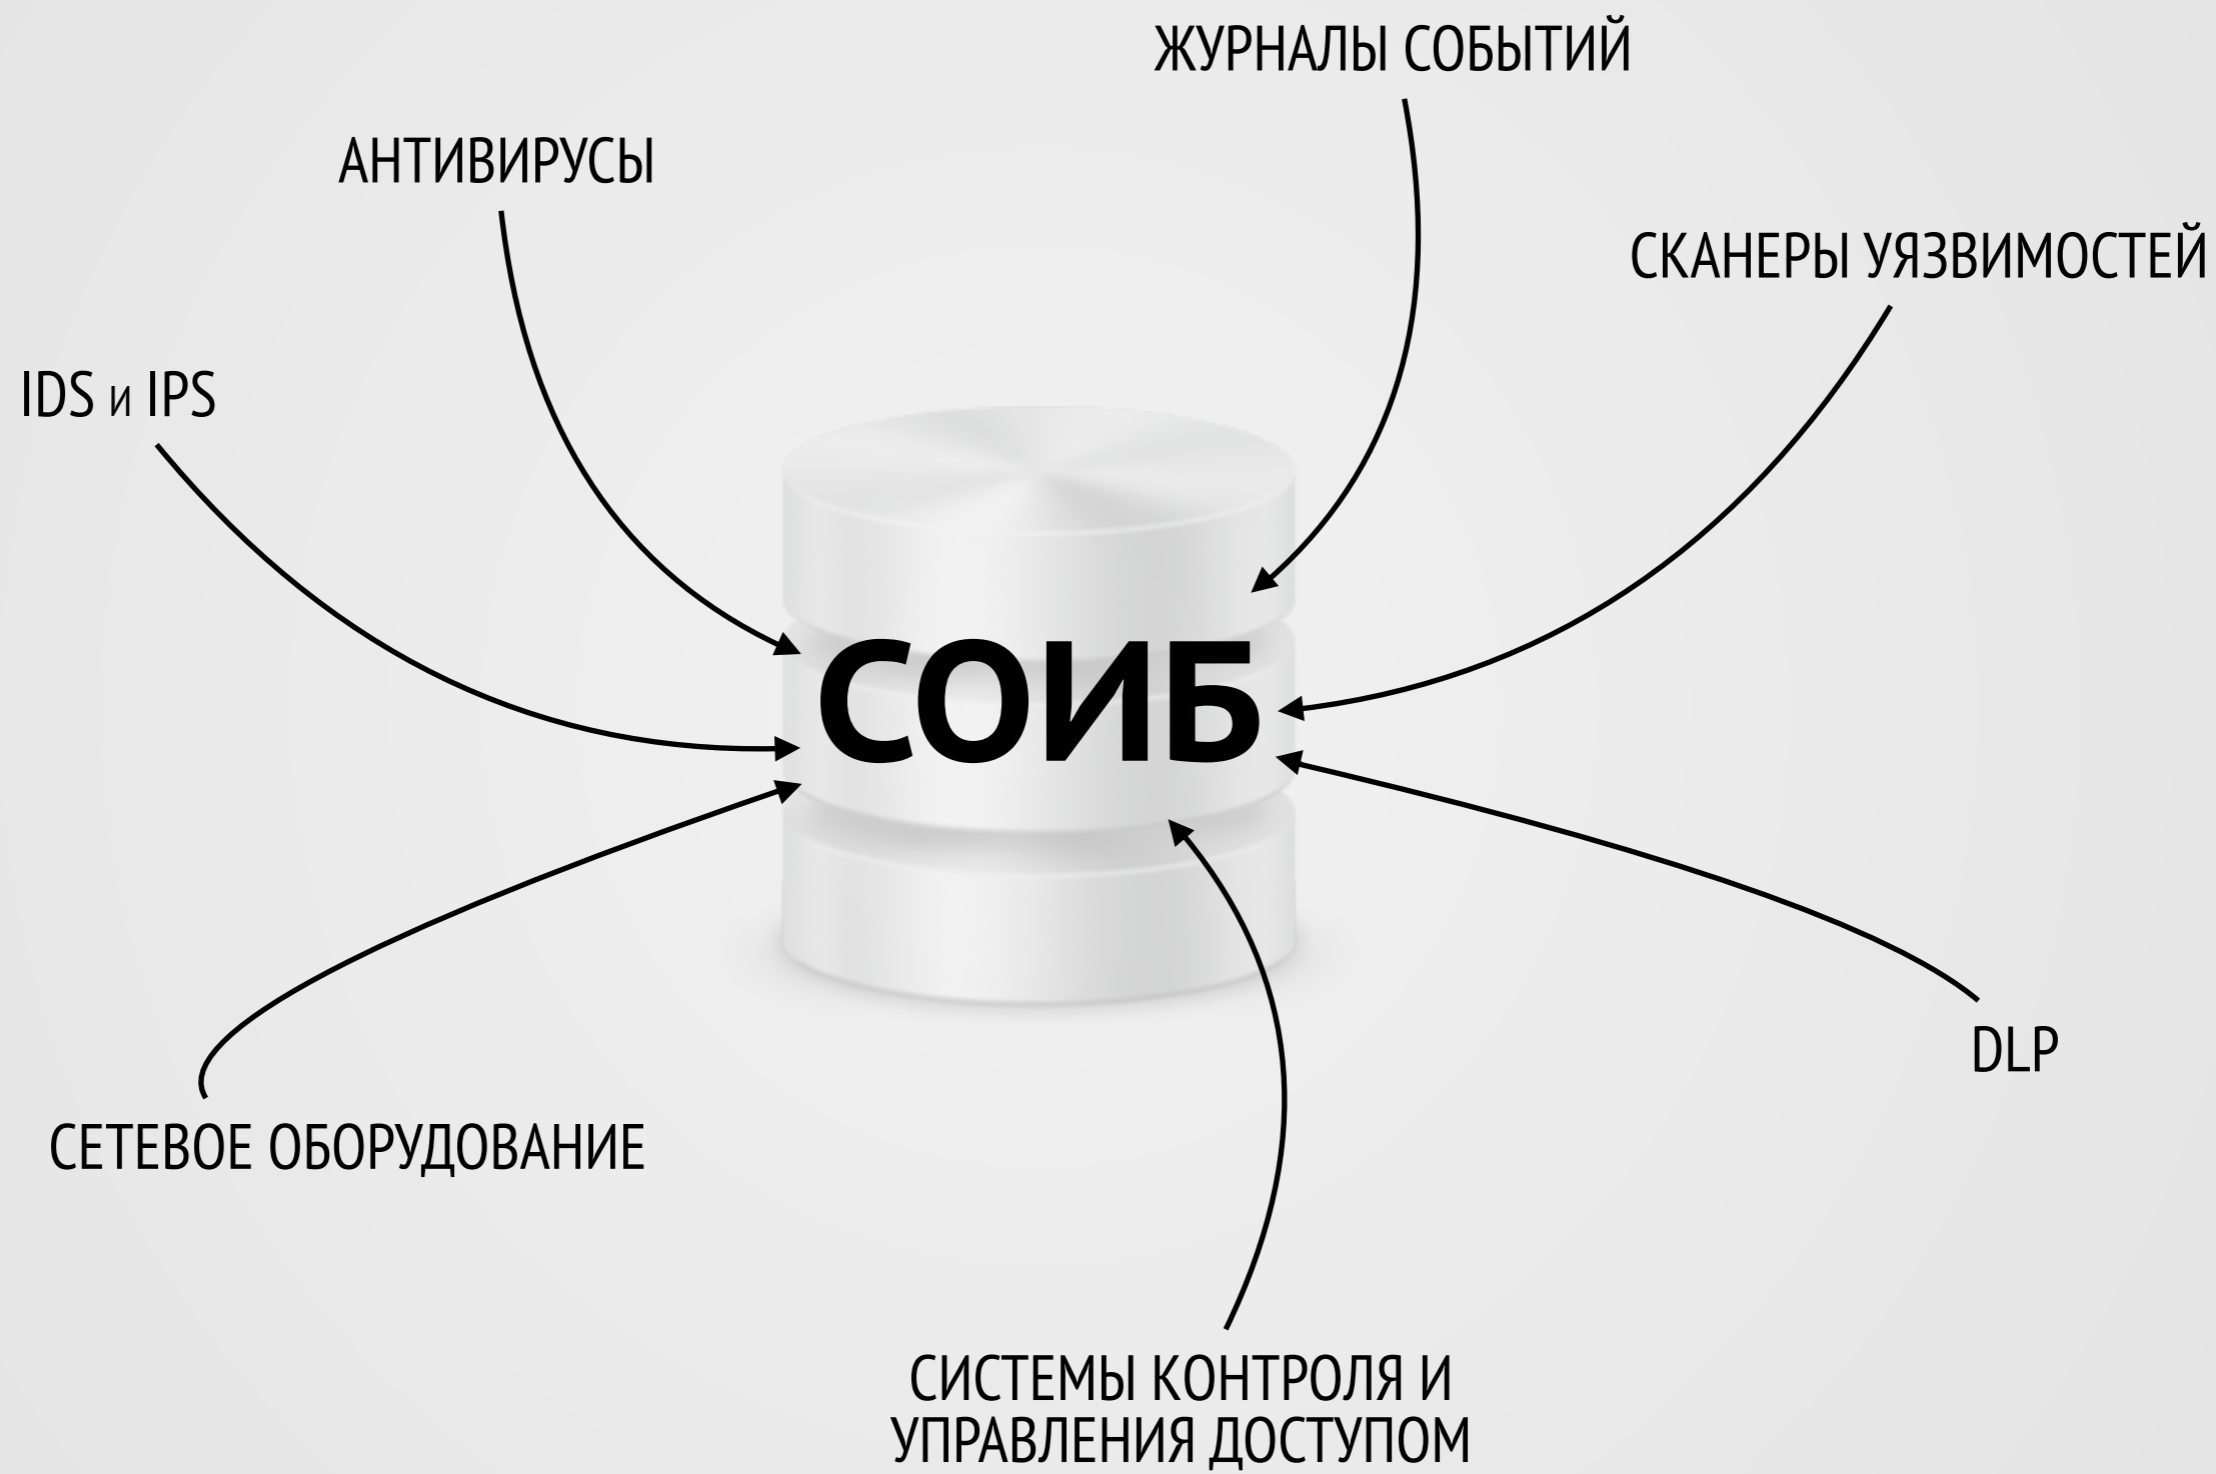 ЖУРНАЛЫ СОБЫТИЙ
АНТИВИРУСЫ
СКАНЕРЫ УЯЗВИМОСТЕЙ
IDS и IPS
СОИБ
DLP
СЕТЕВОЕ ОБОРУДОВАНИЕ
СИСТЕМЫ КОНТРОЛЯ И
УПРАВЛЕНИЯ ДОСТУПОМ